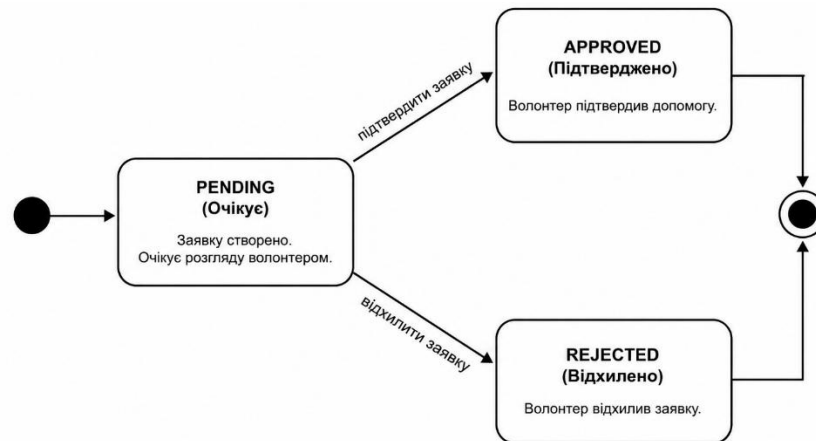 APPROVED
(Підтверджено)
Волонтер підтвердив допомогу.
підтвердити заявку
PENDING
(Очікує)
Заявку створено.
Очікує розгляду волонтером.
відхилити заявку
REJECTED
(Відхилено)
Волонтер відхилив заявку.